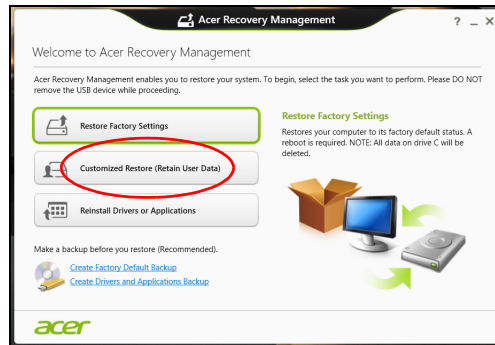 Acer Recovery Management
Welcome to Acer Recovery Management
Acer Recovery Management enables you to restore your system. To begin, select the task you want to perform. Please DO NOT
remove the USB device while proceeding.
Restore Factory Settings
Customized Restore (Retain User Data)
Reinstall Drivers or Applications
Restore Factory Settings
Restores your computer to its factory default status. A
reboot is required. NOTE: All data on drive C will be
deleted.
Make a backup before you restore (Recommended).
Create Factory Default Backup
Create Drivers and Applications Backup
acer